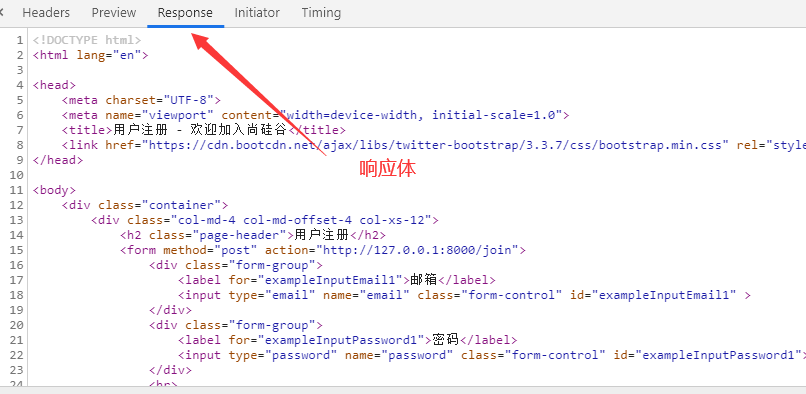 Headers Preview Response Initiator Timing
1 <!DOCTYPE html>
2 <html lang="en">
3
4 <head>
5 <meta charset="UTF-8">
6 <meta name="viewport" content="width=device-width, initial-scale=1.0">
7 <title>用户注册 - 欢迎加入尚硅谷</title>
8 <link href="https://cdn.bootcdn.net/ajax/libs/twitter-bootstrap/3.3.7/css/bootstrap.min.css" rel="style
9 </head>
响应体
10
11 <body>
12 <div class="container">
13 <div class="col-md-4 col-md-offset-4 col-xs-12">
14 <h2 class="page-header">用户注册</h2>
15 <form method="post" action="http://127.0.0.1:8000/join">
16 <div class="form-group">
17 <label for="exampleInputEmail1">邮箱</label>
18 <input type="email" name="email" class="form-control" id="exampleInputEmail1" >
19 </div>
20 <div class="form-group">
21 <label for="exampleInputPassword1">密码</label>
22 <input type="password" name="password" class="form-control" id="exampleInputPassword1">
23 </div>
24 <hr>